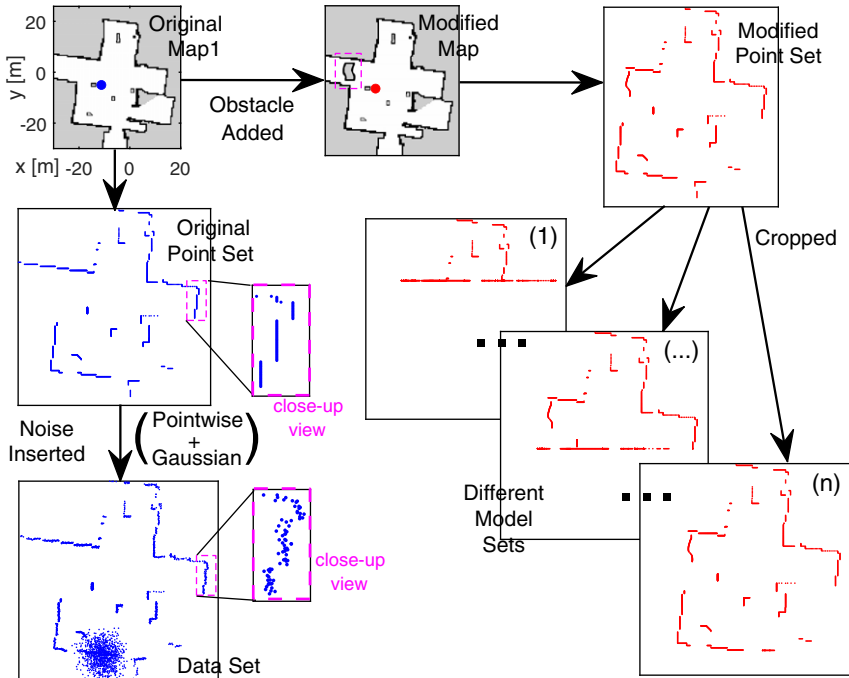 Original
Map1
Modified
Map
Modified
Point Set
y [m]
20
0
-20
x [m]
-20
0
20
Obstacle
Added
Original
Point Set
(1)
Cropped
(...)
close-up
view
Noise
Inserted
(Pointwise
+
Gaussian)
Different
Model
Sets
(n)
close-up
view
Data Set